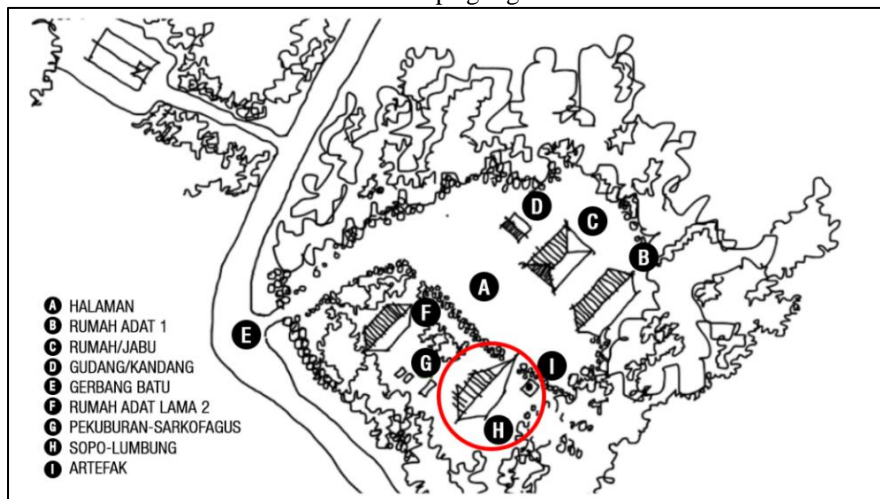 D
C
B
A
F
E
G
I
H
A HALAMAN
B RUMAH ADAT 1
C RUMAH/JABU
D GUDANG/KANDANG
E GERBANG BATU
F RUMAH ADAT LAMA 2
G PEKUBURAN-SARKOFAGUS
H SOPO-LUMBUNG
I ARTEFAK